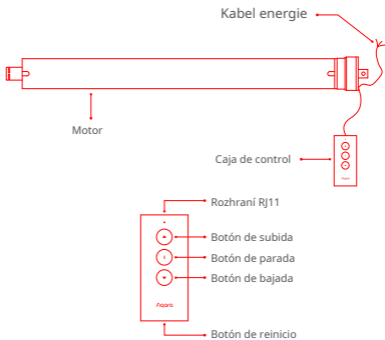 Kabel energie
Motor
Caja de control
Rozhraní RJ11
Botón de subida
Botón de parada
Botón de bajada
Aqara
Botón de reinicio